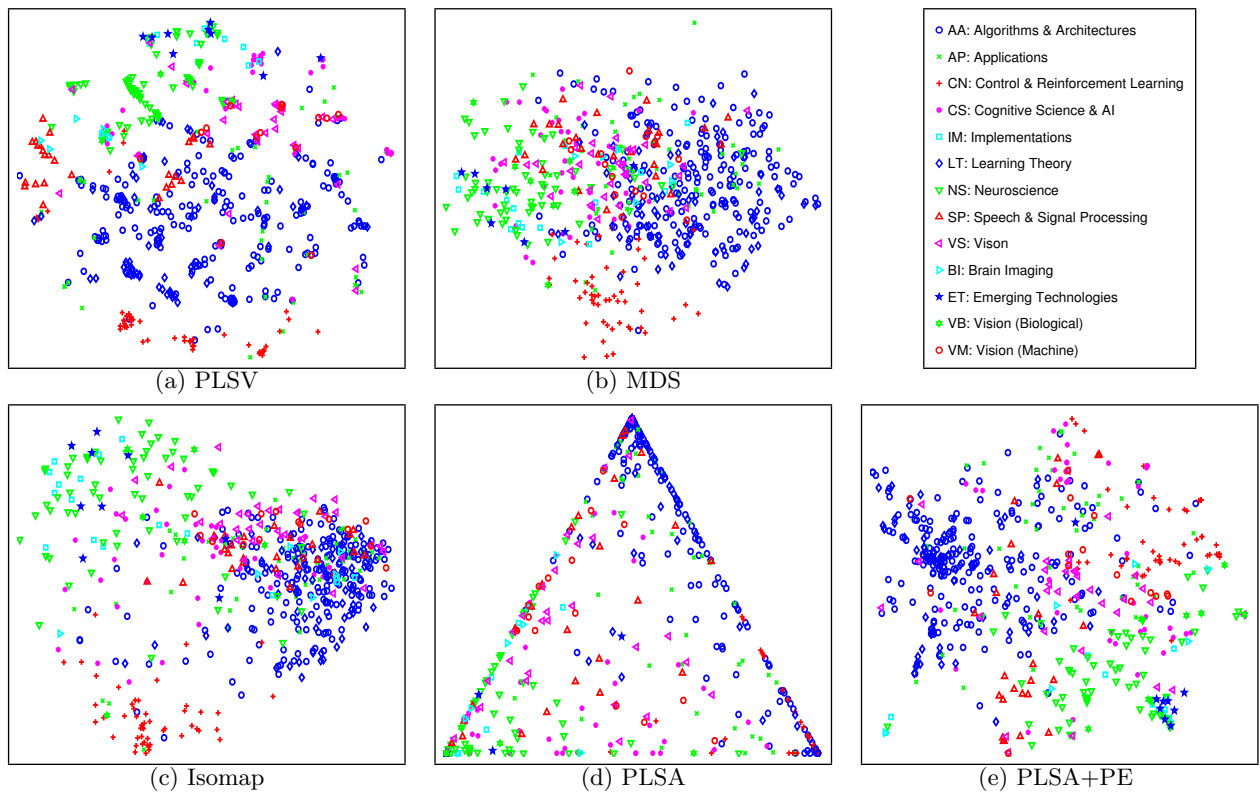 AA: Algorithms & Architectures
AP: Applications
CN: Control & Reinforcement Learning
CS: Cognitive Science & AI
IM: Implementations
LT: Learning Theory
NS: Neuroscience
SP: Speech & Signal Processing
VS: Vison
BI: Brain Imaging
ET: Emerging Technologies
VB: Vision (Biological)
VM: Vision (Machine)
(a) PLSV
(b) MDS
(c) Isomap
(d) PLSA
(e) PLSA+PE